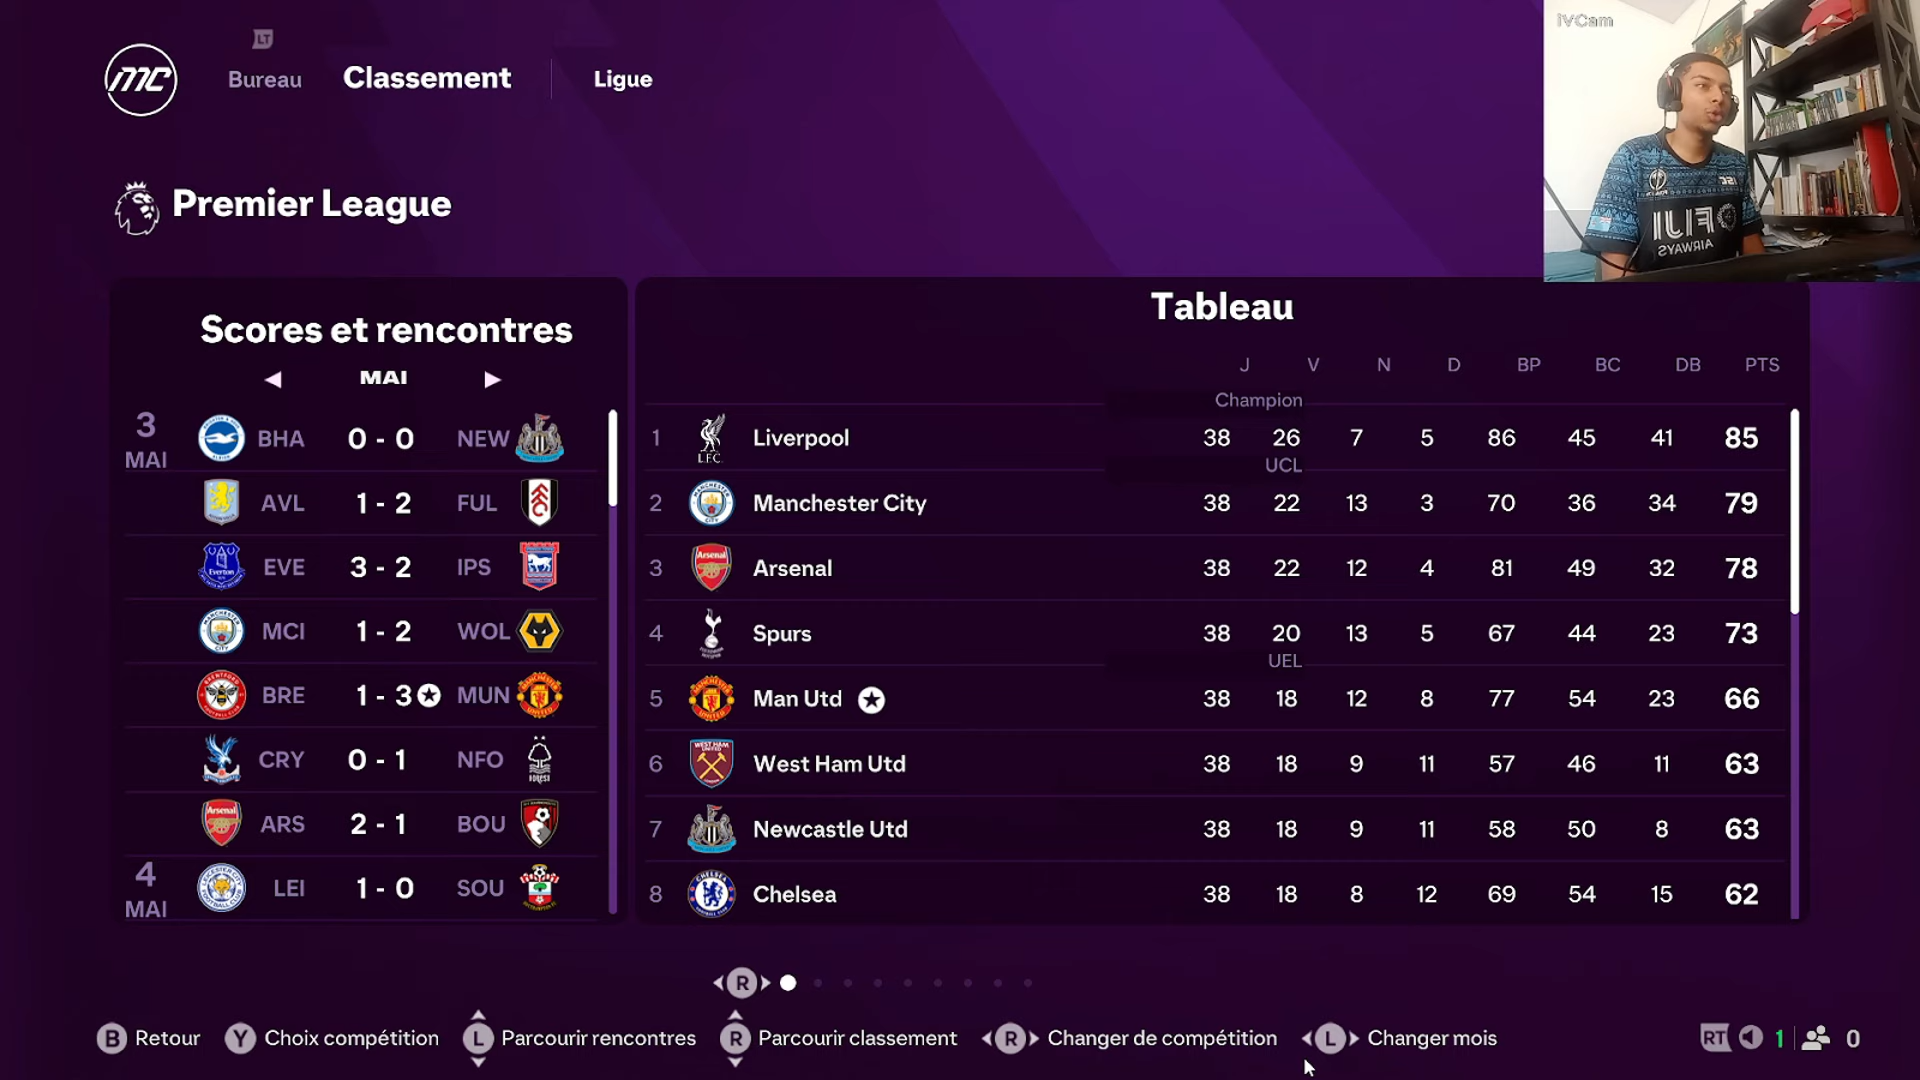 LT
MC Bureau Classement Ligue
iVCam
Premier League
Scores et rencontres
MAI
3 MAI BHA 0 - 0 NEW
AVL 1 - 2 FUL
EVE 3 - 2 IPS
MCI 1 - 2 WOL
BRE 1 - 3 MUN
CRY 0 - 1 NFO
ARS 2 - 1 BOU
4 MAI LEI 1 - 0 SOU
Tableau
J V N D BP BC DB PTS
Champion
1 Liverpool 38 26 7 5 86 45 41 85
UCL
2 Manchester City 38 22 13 3 70 36 34 79
3 Arsenal 38 22 12 4 81 49 32 78
4 Spurs 38 20 13 5 67 44 23 73
UEL
5 Man Utd 38 18 12 8 77 54 23 66
6 West Ham Utd 38 18 9 11 57 46 11 63
7 Newcastle Utd 38 18 9 11 58 50 8 63
8 Chelsea 38 18 8 12 69 54 15 62
R
B Retour Y Choix compétition L Parcourir rencontres R Parcourir classement R Changer de compétition L Changer mois RT 1 0
FIJI
AIRWAYS